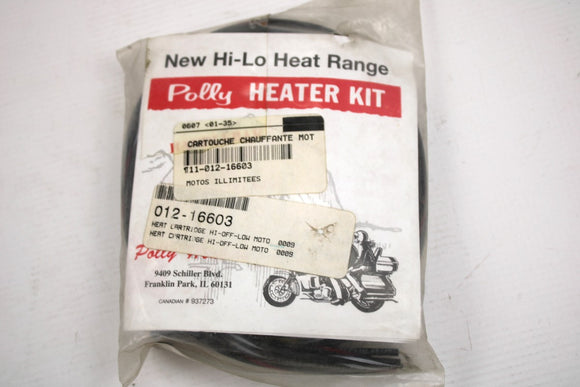 New Hi-Lo Heat Range
Polly HEATER KIT
0607 <01-35>
CARTOUCHE CHAUFFANTE MOT
¶11-012-16603
MOTOS ILLIMITEES
012-16603
HEAT CARTRIDGE HI-OFF-LOW MOTO 0009
HEAT CARTRIDGE HI-OFF-LOW MOTO 0009
Polly
9409 Schiller Blvd.
Franklin Park, IL 60131
CANADIAN # 937273